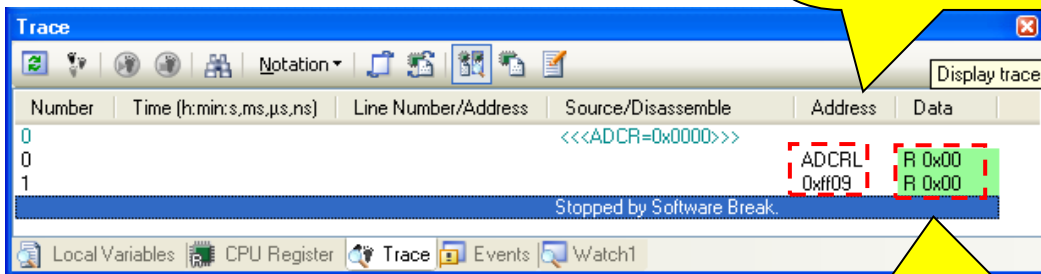 Trace
Notation
Display trace
Number Time (h:min:s,ms,µs,ns) Line Number/Address Source/Disassemble Address Data
0 <<<ADCR=0x0000>>>
0 ADCRL R 0x00
1 0xff09 R 0x00
Stopped by Software Break.
Local Variables CPU Register Trace Events Watch1